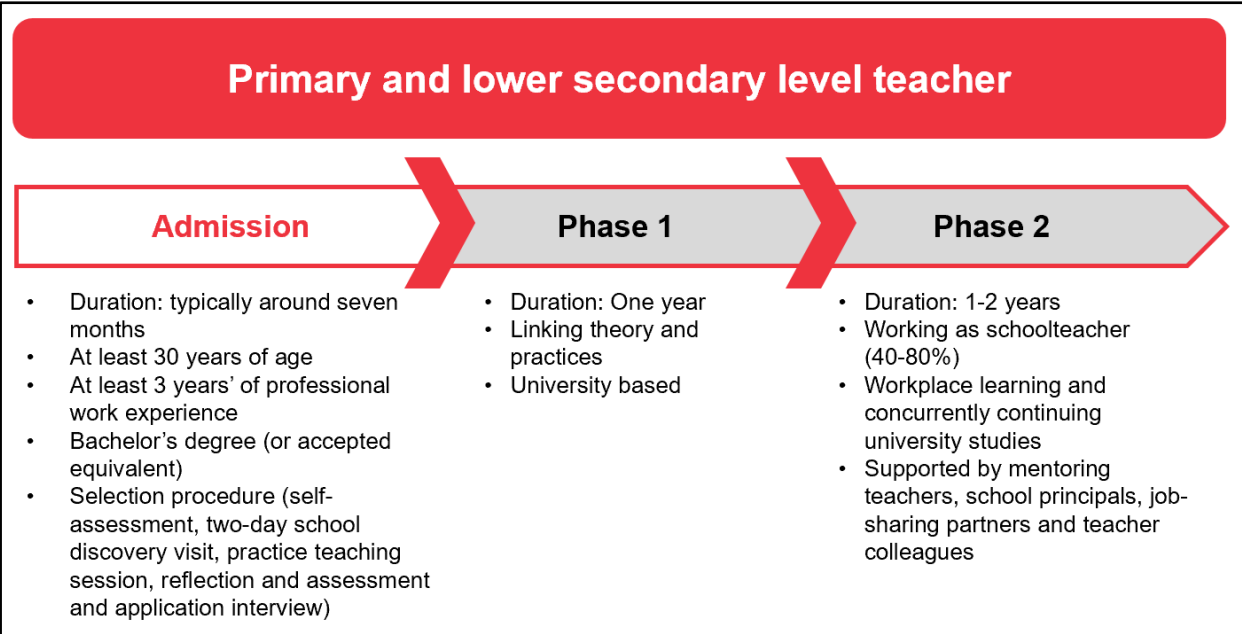 Primary and lower secondary level teacher
Admission
• Duration: typically around seven
months
• At least 30 years of age
• At least 3 years’ of professional
work experience
• Bachelor’s degree (or accepted
equivalent)
• Selection procedure (self-
assessment, two-day school
discovery visit, practice teaching
session, reflection and assessment
and application interview)
Phase 1
• Duration: One year
• Linking theory and
practices
• University based
Phase 2
• Duration: 1-2 years
• Working as schoolteacher
(40-80%)
• Workplace learning and
concurrently continuing
university studies
• Supported by mentoring
teachers, school principals, job-
sharing partners and teacher
colleagues